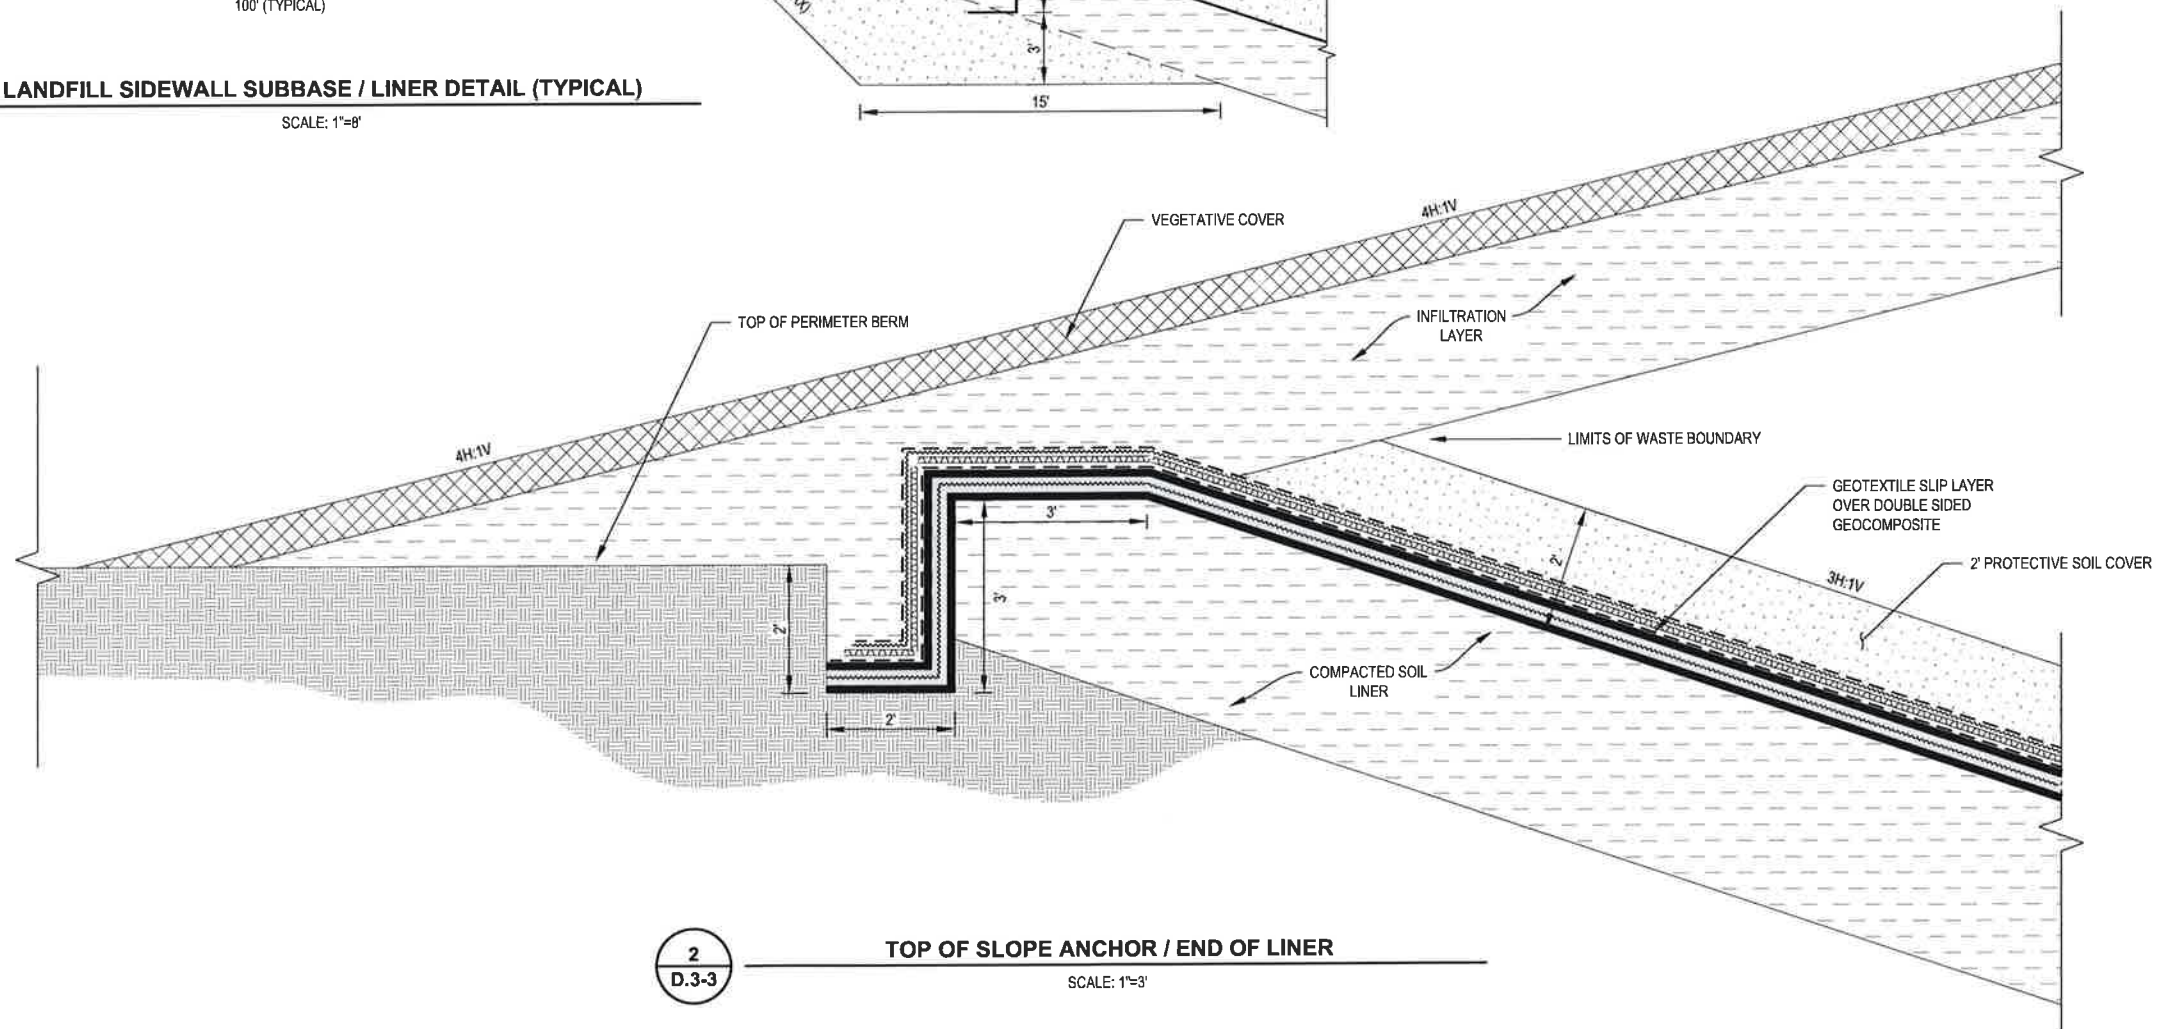 100' (TYPICAL)
LANDFILL SIDEWALL SUBBASE / LINER DETAIL (TYPICAL)
SCALE: 1"=8'
3'
15'
4H:1V
VEGETATIVE COVER
TOP OF PERIMETER BERM
INFILTRATION
LAYER
4H:1V
LIMITS OF WASTE BOUNDARY
GEOTEXTILE SLIP LAYER
OVER DOUBLE SIDED
GEOCOMPOSITE
3'
2'
2' PROTECTIVE SOIL COVER
3H:1V
3'
2'
COMPACTED SOIL
LINER
2'
2
D.3-3
TOP OF SLOPE ANCHOR / END OF LINER
SCALE: 1"=3'